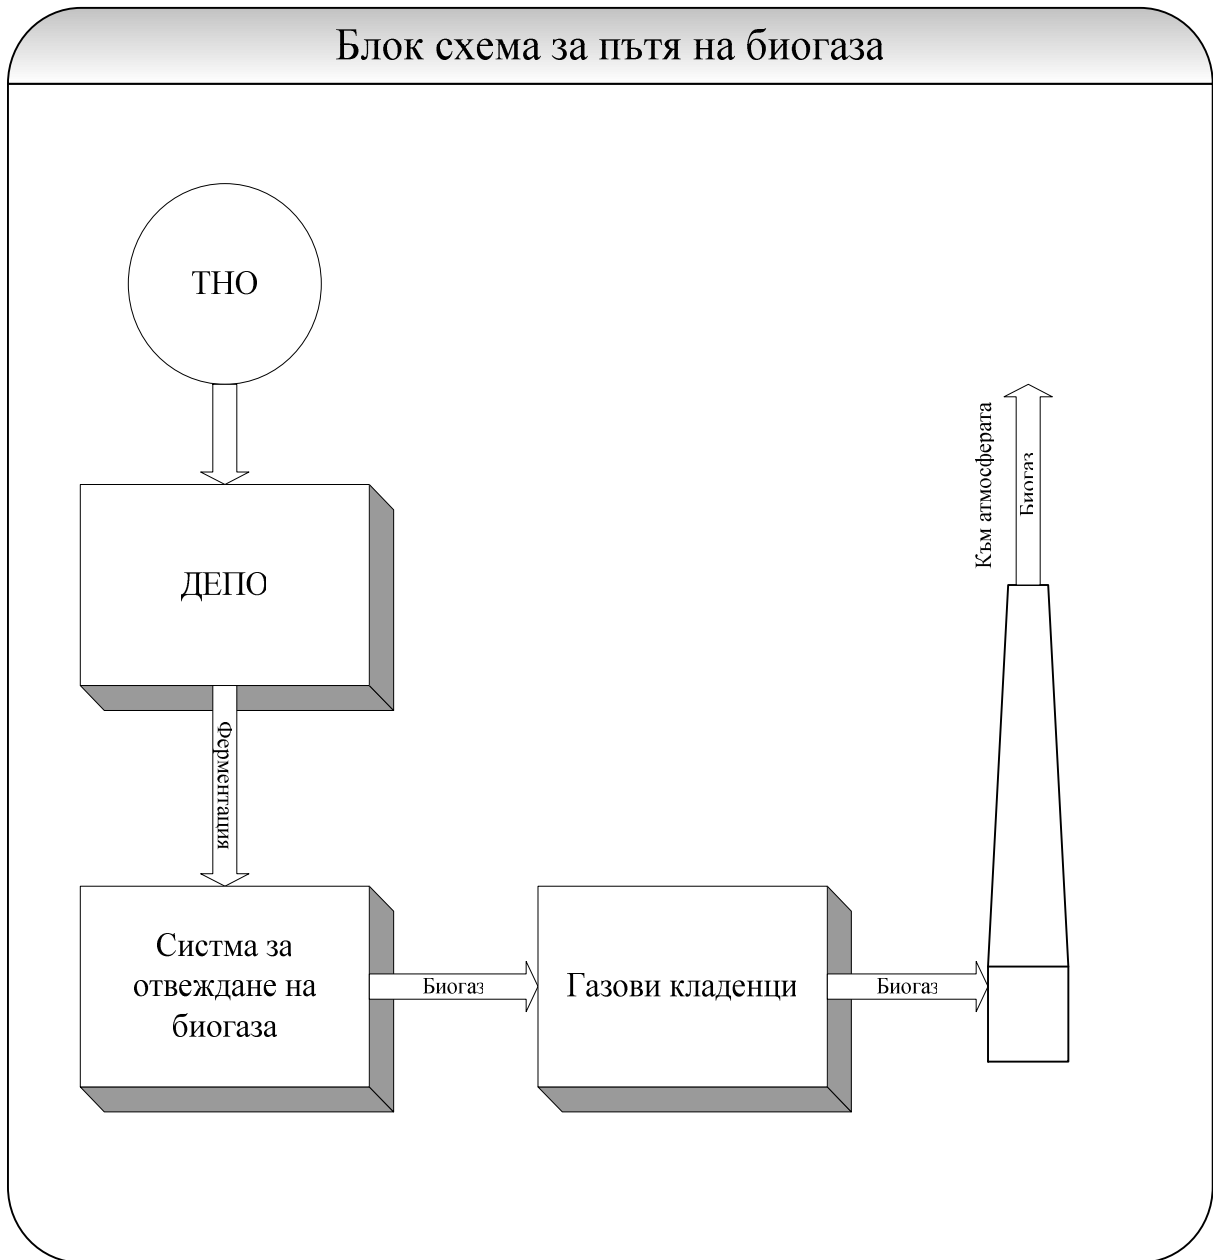 Блок схема за пътя на биогаза
ТНО
ДЕПО
Ферментация
Систма за
отвеждане на
биогаза
Биогаз
Газови кладенци
Биогаз
Към атмосферата
Биогаз